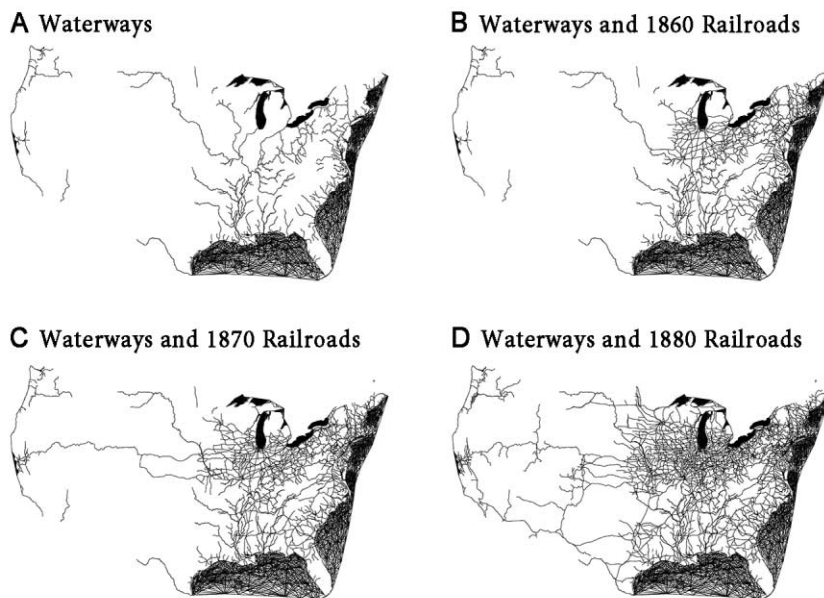 A Waterways
B Waterways and 1860 Railroads
C Waterways and 1870 Railroads
D Waterways and 1880 Railroads